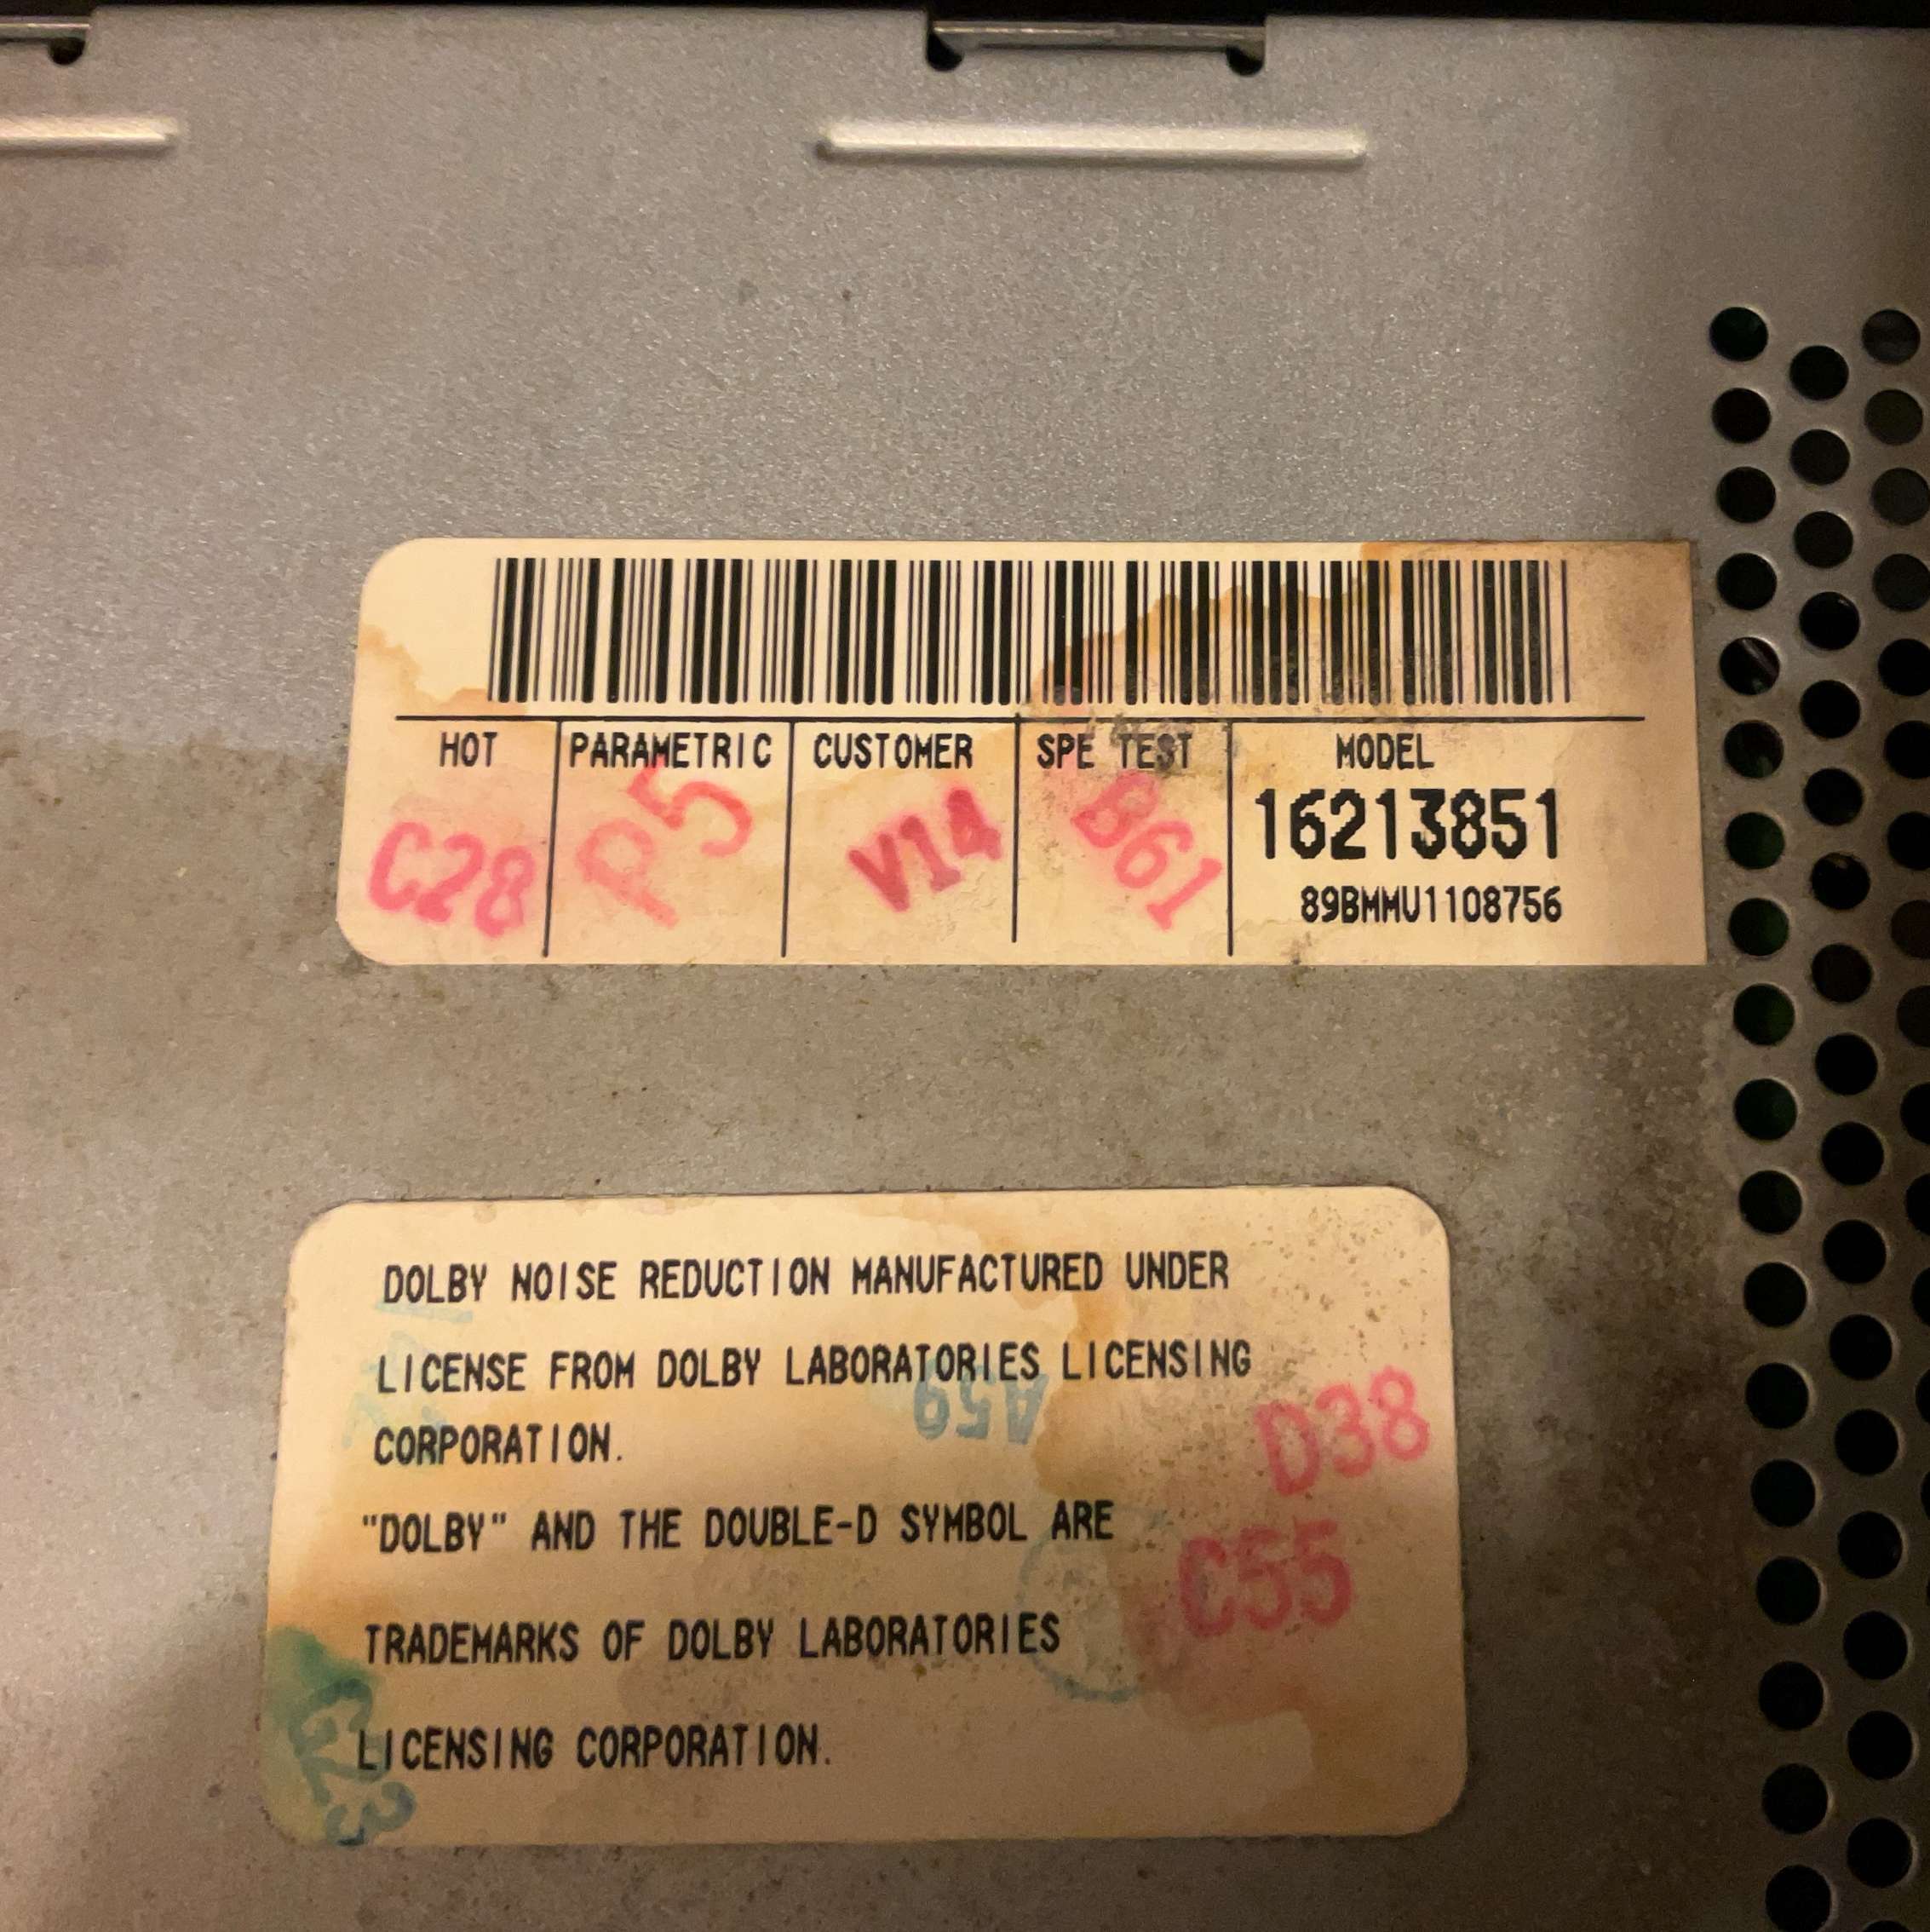 HOT PARAMETRIC CUSTOMER SPE TEST MODEL
C28 P5 V14 B61 16213851
89BMMU1108756
DOLBY NOISE REDUCTION MANUFACTURED UNDER
LICENSE FROM DOLBY LABORATORIES LICENSING
A59
D38
CORPORATION.
"DOLBY" AND THE DOUBLE-D SYMBOL ARE
C55
TRADEMARKS OF DOLBY LABORATORIES
LICENSING CORPORATION.